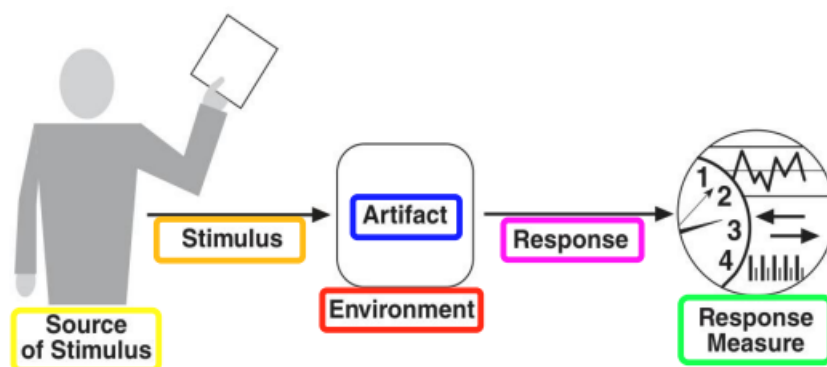 1
2
3
4
Artifact
Stimulus
Response
Environment
Source
of Stimulus
Response
Measure